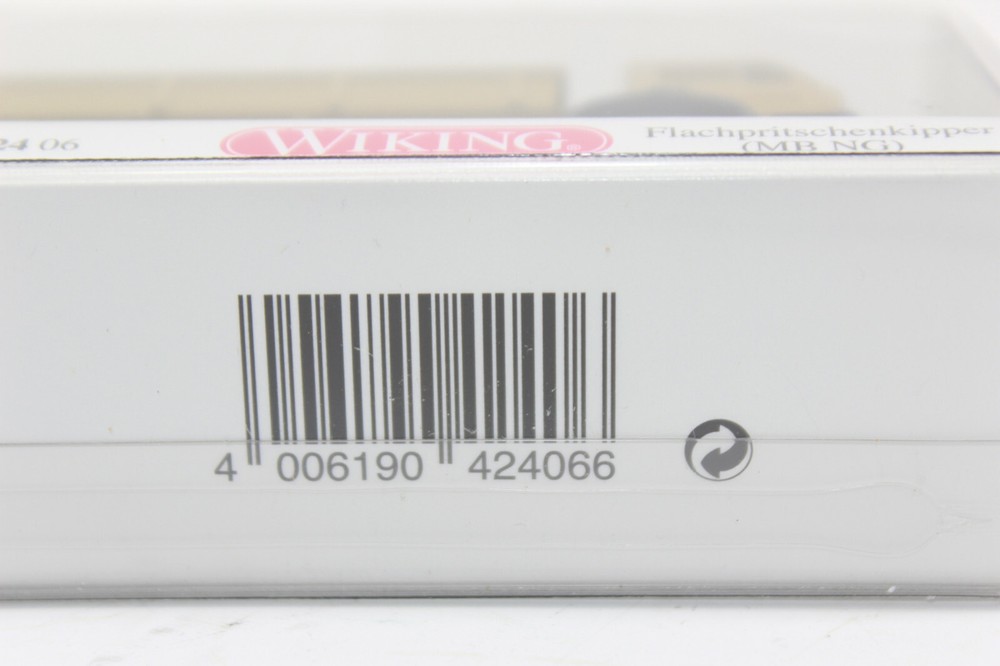 24 06
WIKING®
Flachpritschenkipper
(MB NG)
4 006190 424066